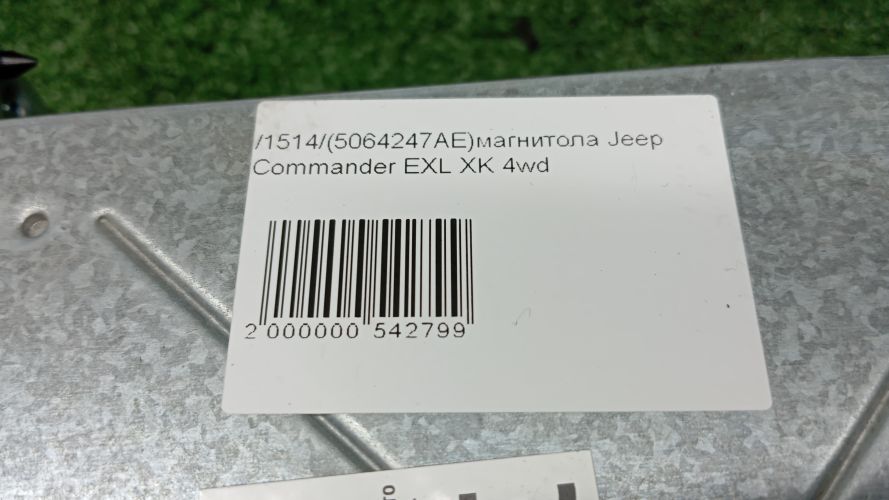 /1514/(5064247AE)магнитола Jeep
Commander EXL XK 4wd
2 000000 542799